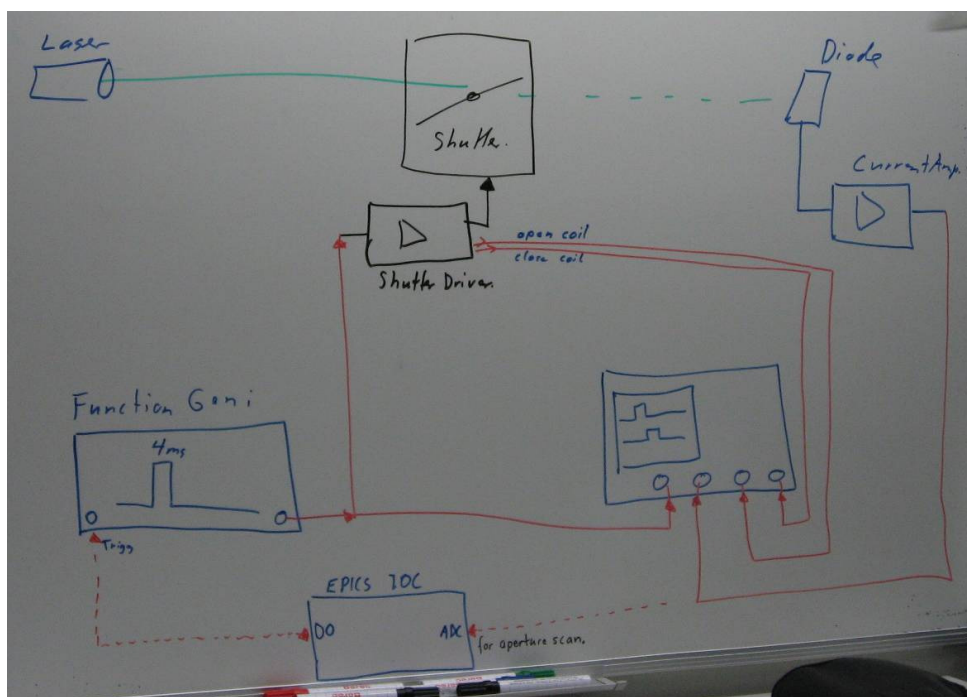 Laser
Diode
Shutter.
Current Amp.
open coil
close coil
Shutter Driver.
Function Gen:
4ms
Trigg
EPICS IOC
DO
ADC
for aperture scan.